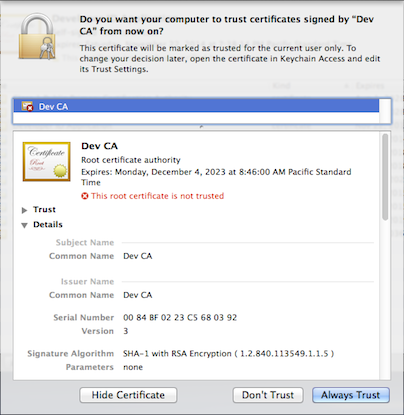 Do you want your computer to trust certificates signed by “Dev
CA” from now on?
This certificate will be marked as trusted for the current user only. To
change your decision later, open the certificate in Keychain Access and edit
its Trust Settings.
Dev CA
Certificate
Root
Dev CA
Root certificate authority
Expires: Monday, December 4, 2023 at 8:46:00 AM Pacific Standard
Time
This root certificate is not trusted
Trust
Details
Subject Name
Common Name Dev CA
Issuer Name
Common Name Dev CA
Serial Number 00 84 BF 02 23 C5 68 03 92
Version 3
Signature Algorithm SHA-1 with RSA Encryption ( 1.2.840.113549.1.1.5 )
Parameters none
Hide Certificate
Don't Trust
Always Trust